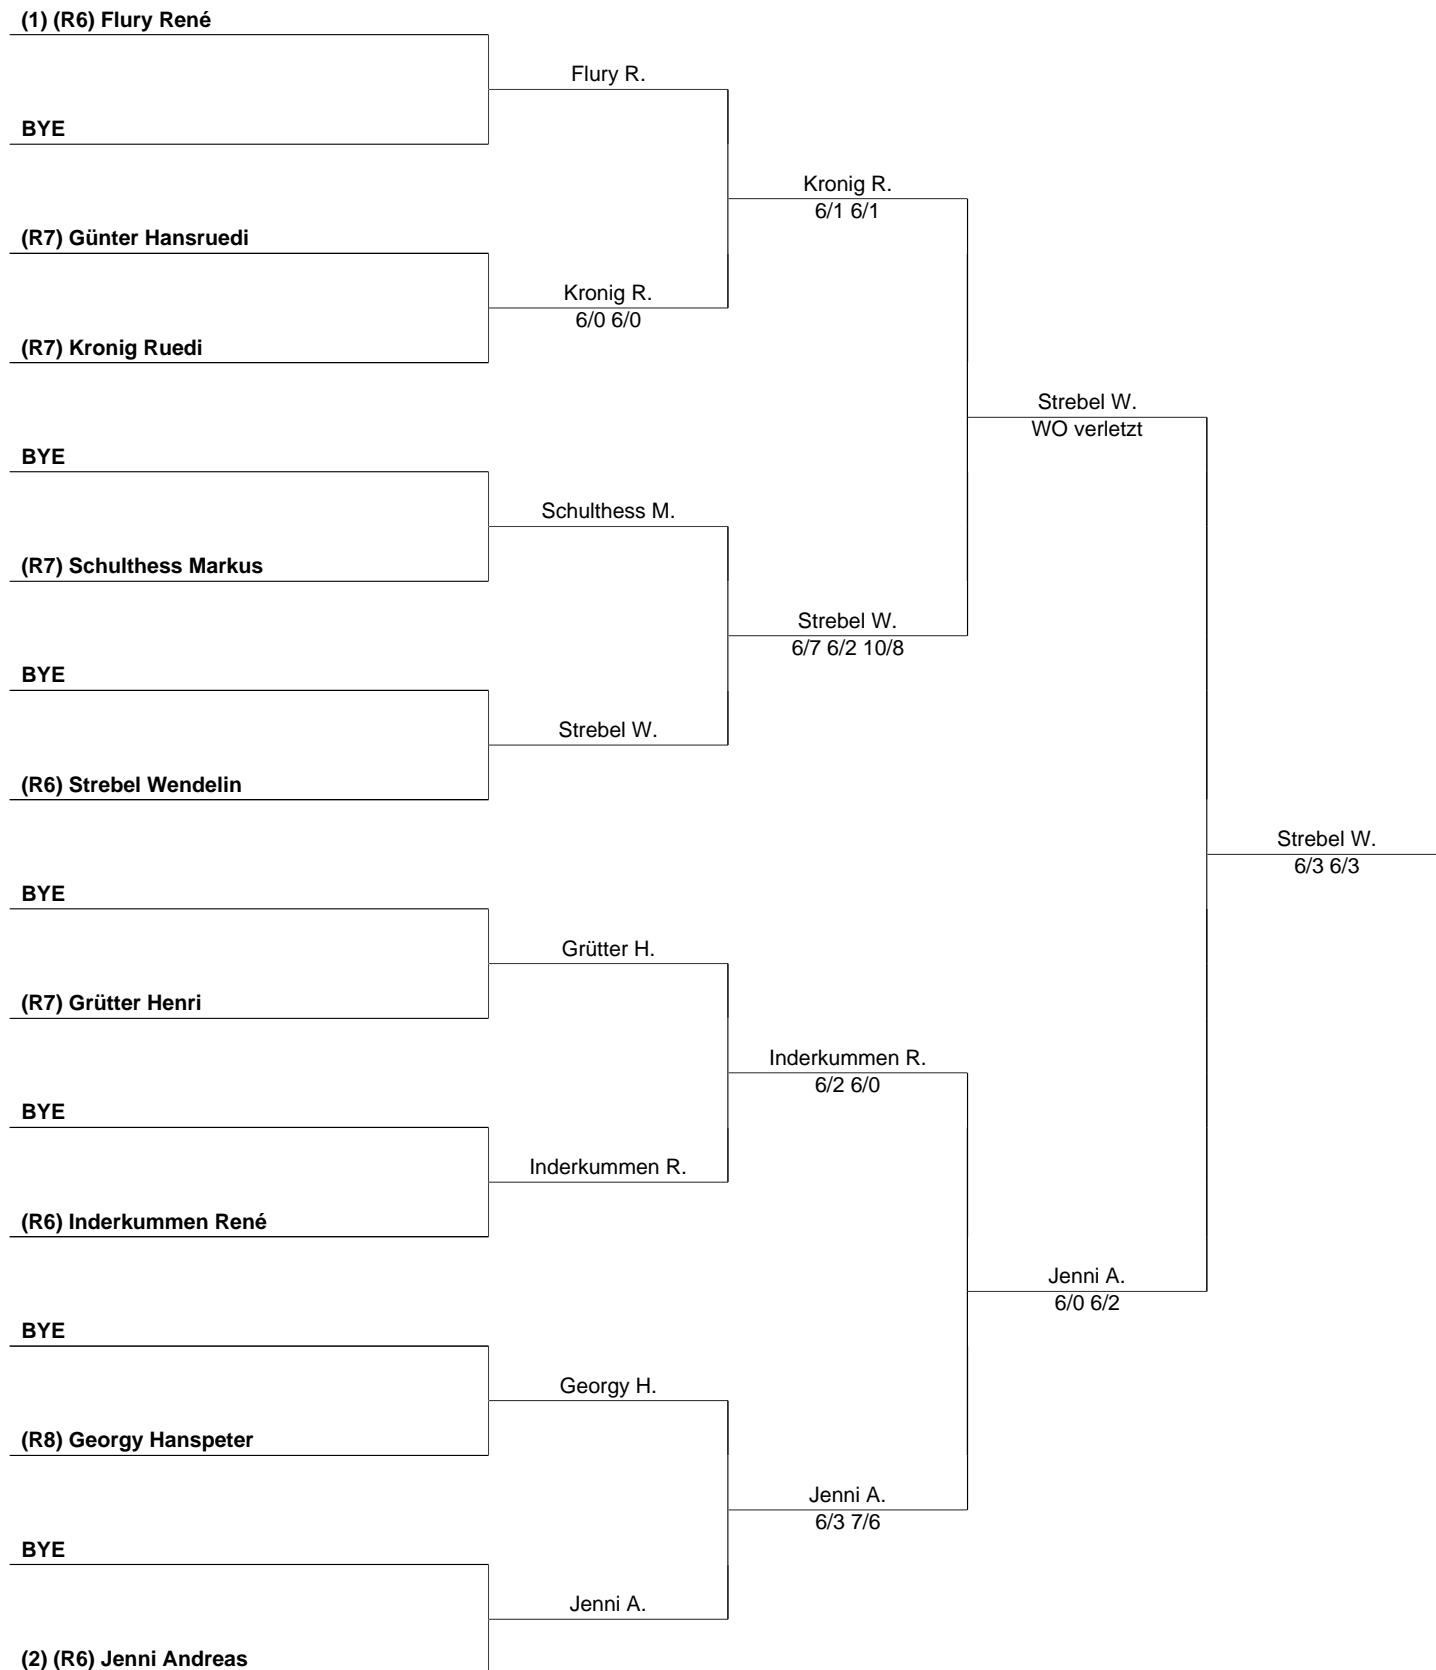 (1) (R6) Flury René
Flury R.
BYE
Kronig R.
6/1 6/1
(R7) Günter Hansruedi
Kronig R.
6/0 6/0
(R7) Kronig Ruedi
Strebel W.
WO verletzt
BYE
Schulthess M.
(R7) Schulthess Markus
Strebel W.
6/7 6/2 10/8
BYE
Strebel W.
(R6) Strebel Wendelin
Strebel W.
6/3 6/3
BYE
Grütter H.
(R7) Grütter Henri
Inderkummen R.
6/2 6/0
BYE
Inderkummen R.
(R6) Inderkummen René
Jenni A.
6/0 6/2
BYE
Georgy H.
(R8) Georgy Hanspeter
Jenni A.
6/3 7/6
BYE
Jenni A.
(2) (R6) Jenni Andreas